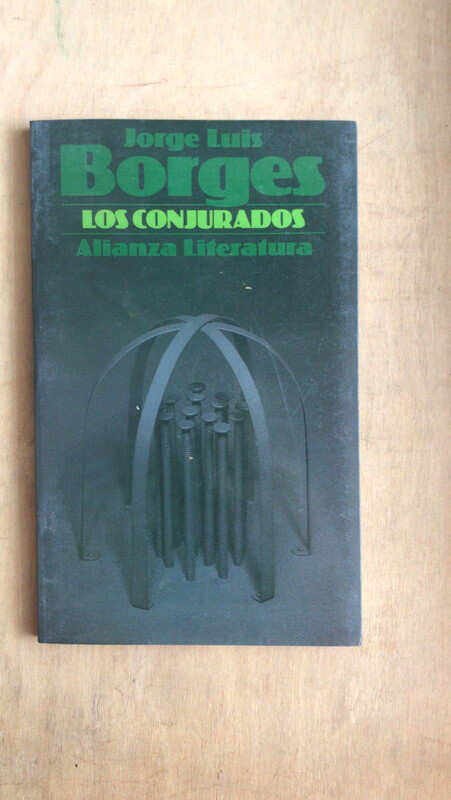 Jorge Luis
Borges
LOS CONJURADOS
Alianza Literatura